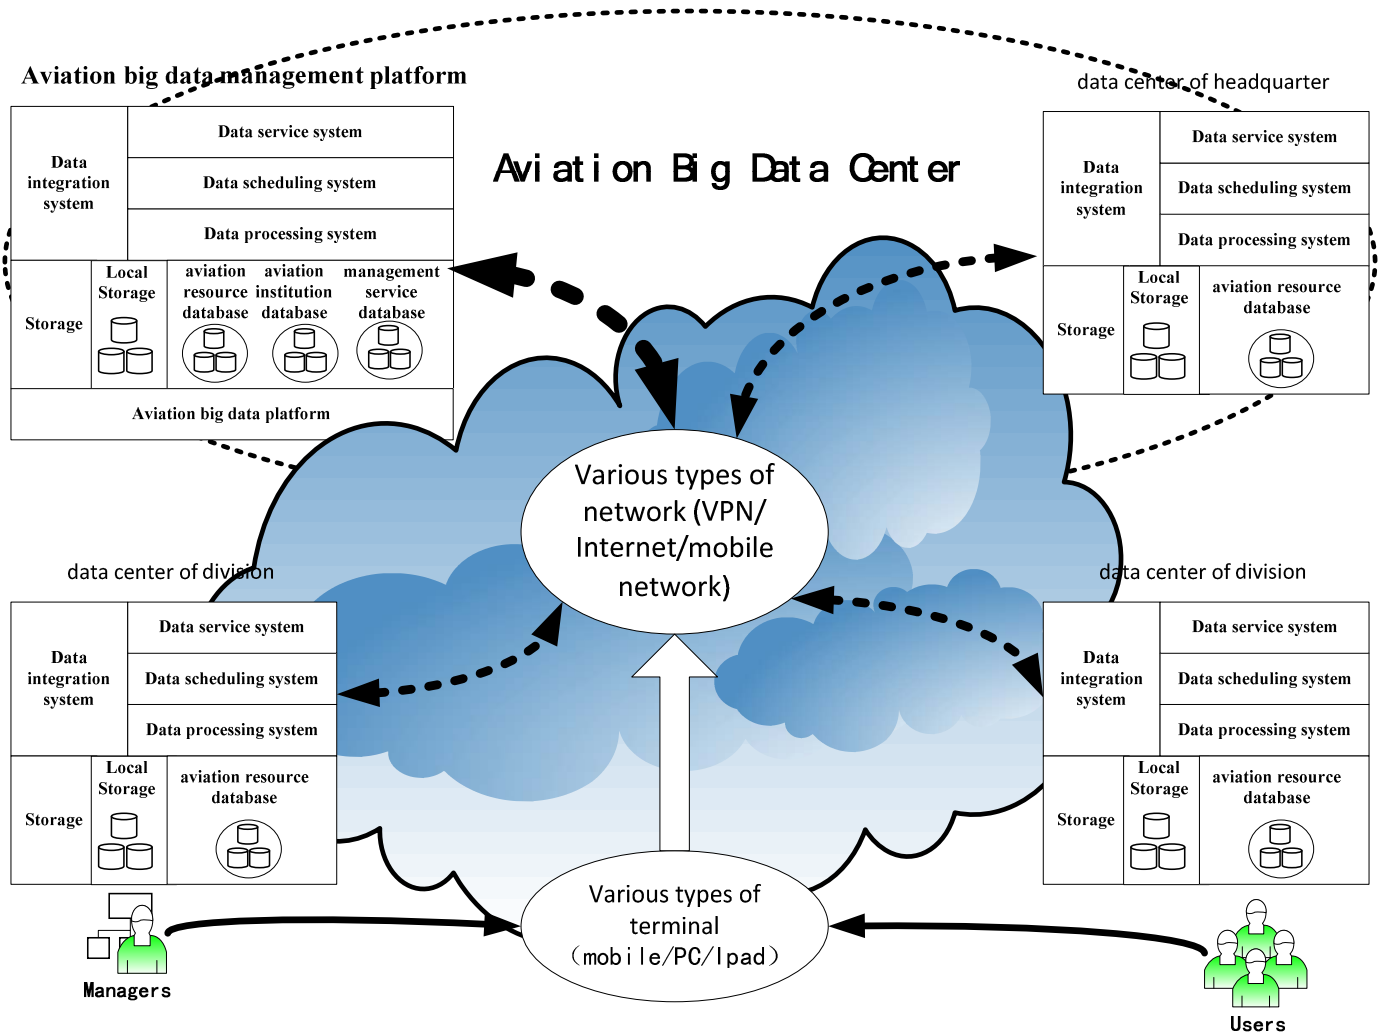 Aviation big data management platform
Data integration system
Data service system
Data scheduling system
Data processing system
Storage
Local Storage
aviation resource database
aviation institution database
management service database
Aviation big data platform
Aviation Big Data Center
data center of headquarter
Data integration system
Data service system
Data scheduling system
Data processing system
Storage
Local Storage
aviation resource database
Various types of
network (VPN/
Internet/mobile
network)
data center of division
Data integration system
Data service system
Data scheduling system
Data processing system
Storage
Local Storage
aviation resource database
data center of division
Data integration system
Data service system
Data scheduling system
Data processing system
Storage
Local Storage
aviation resource database
Various types of
terminal
（mobile/PC/Ipad）
Managers
Users